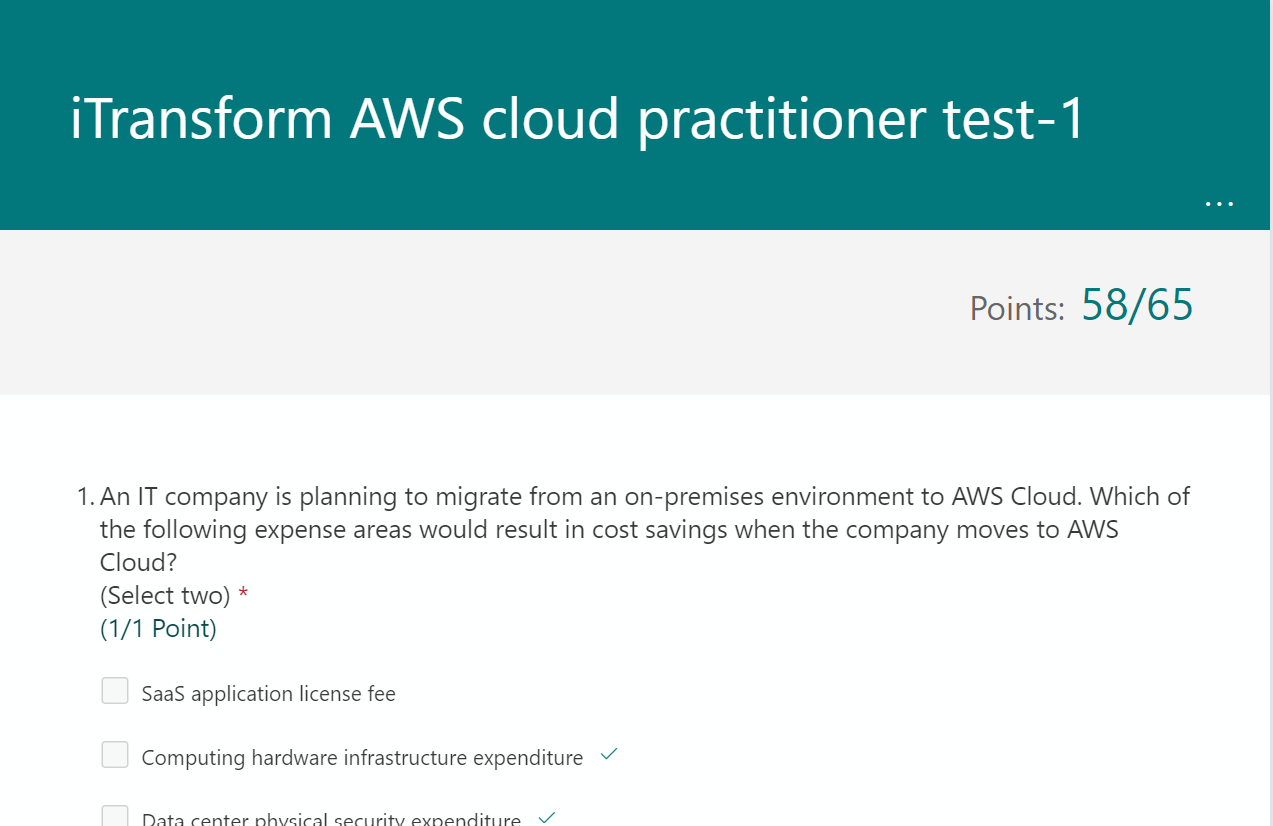 iTransform AWS cloud practitioner test-1
...
Points: 58/65
1. An IT company is planning to migrate from an on-premises environment to AWS Cloud. Which of
the following expense areas would result in cost savings when the company moves to AWS
Cloud?
(Select two) *
(1/1 Point)
SaaS application license fee
Computing hardware infrastructure expenditure
Data center physical security expenditure